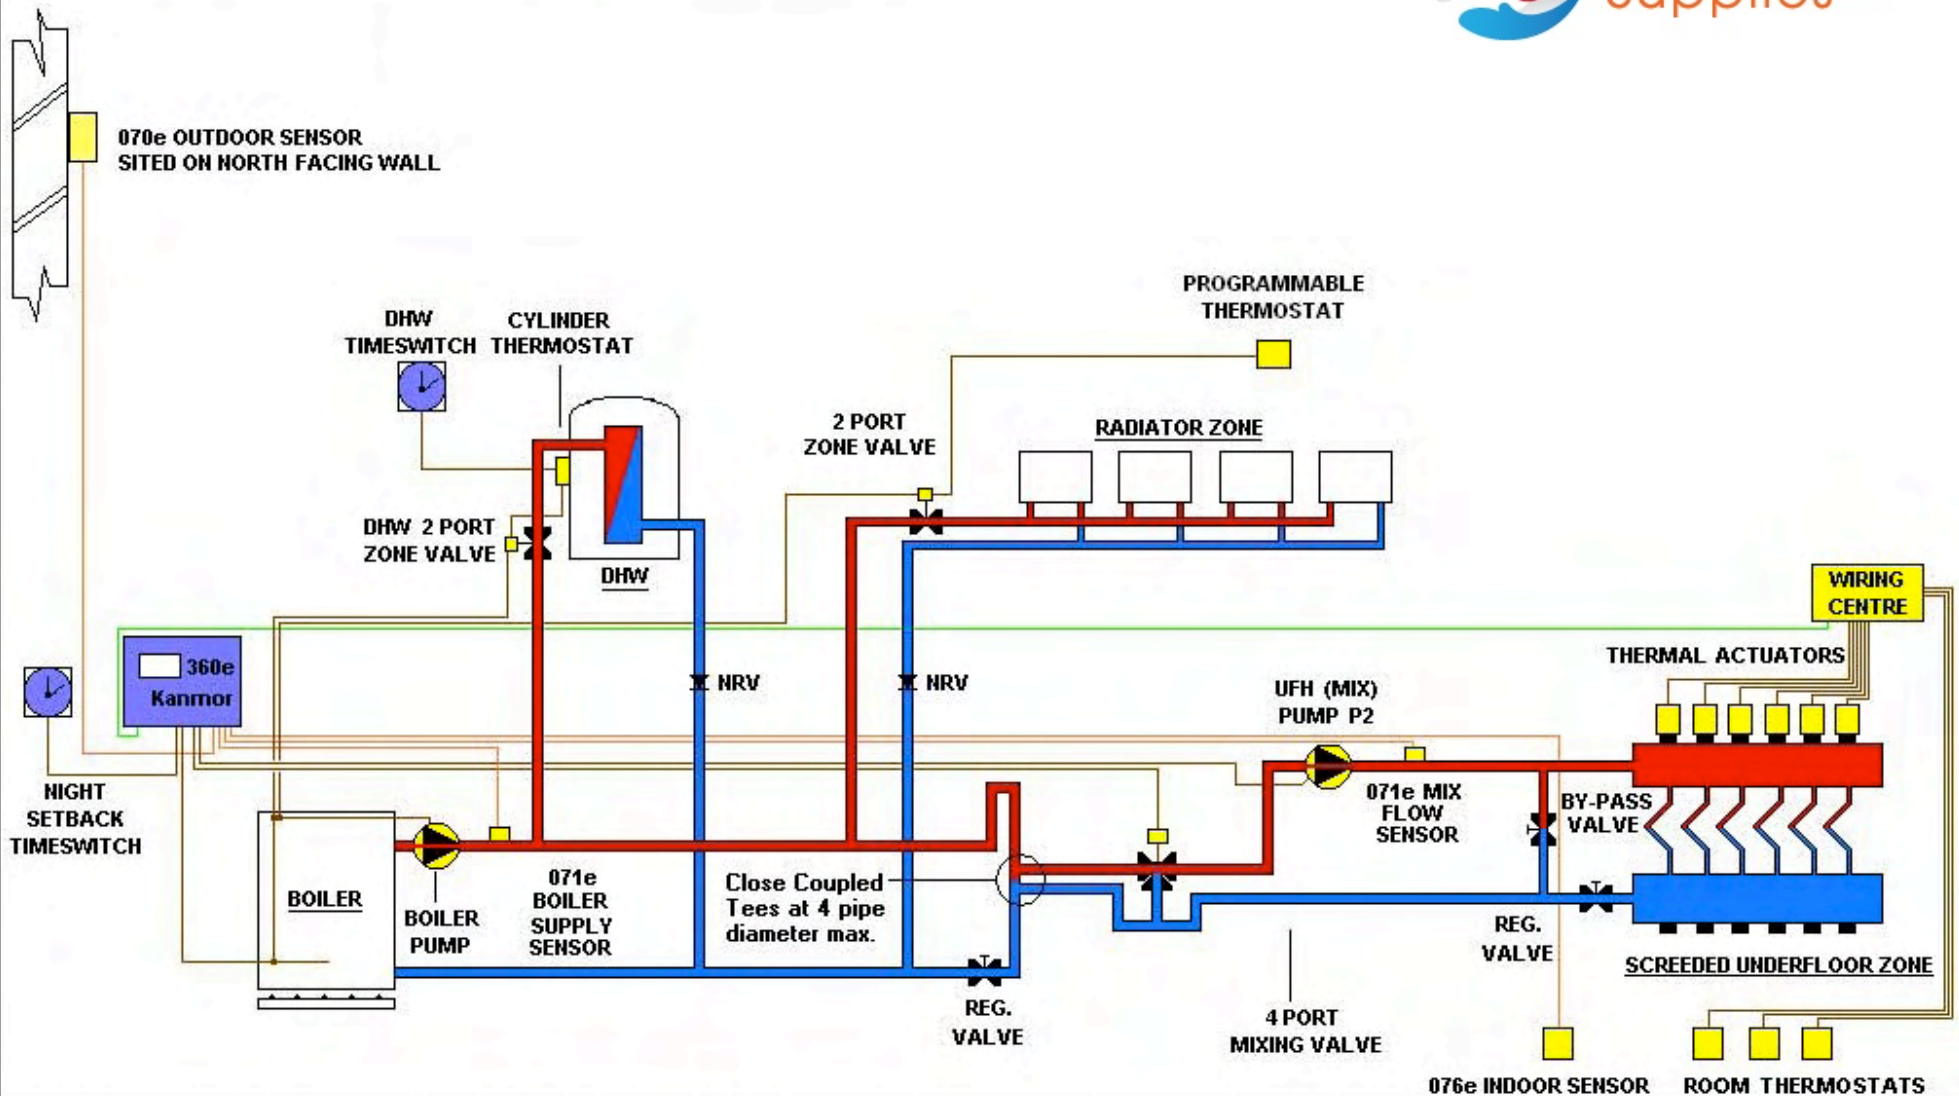 supplies
070e OUTDOOR SENSOR
SITED ON NORTH FACING WALL
PROGRAMMABLE
THERMOSTAT
DHW
TIMESWITCH
CYLINDER
THERMOSTAT
2 PORT
ZONE VALVE
RADIATOR ZONE
DHW 2 PORT
ZONE VALVE
DHW
WIRING
CENTRE
THERMAL ACTUATORS
360e
Kanmor
NRV
NRV
UFH (MIX)
PUMP P2
NIGHT
SETBACK
TIMESWITCH
071e MIX
FLOW
SENSOR
BY-PASS
VALVE
BOILER
BOILER
PUMP
071e
BOILER
SUPPLY
SENSOR
Close Coupled
Tees at 4 pipe
diameter max.
REG.
VALVE
REG.
VALVE
SCREEDED UNDERFLOOR ZONE
4 PORT
MIXING VALVE
076e INDOOR SENSOR
ROOM THERMOSTATS